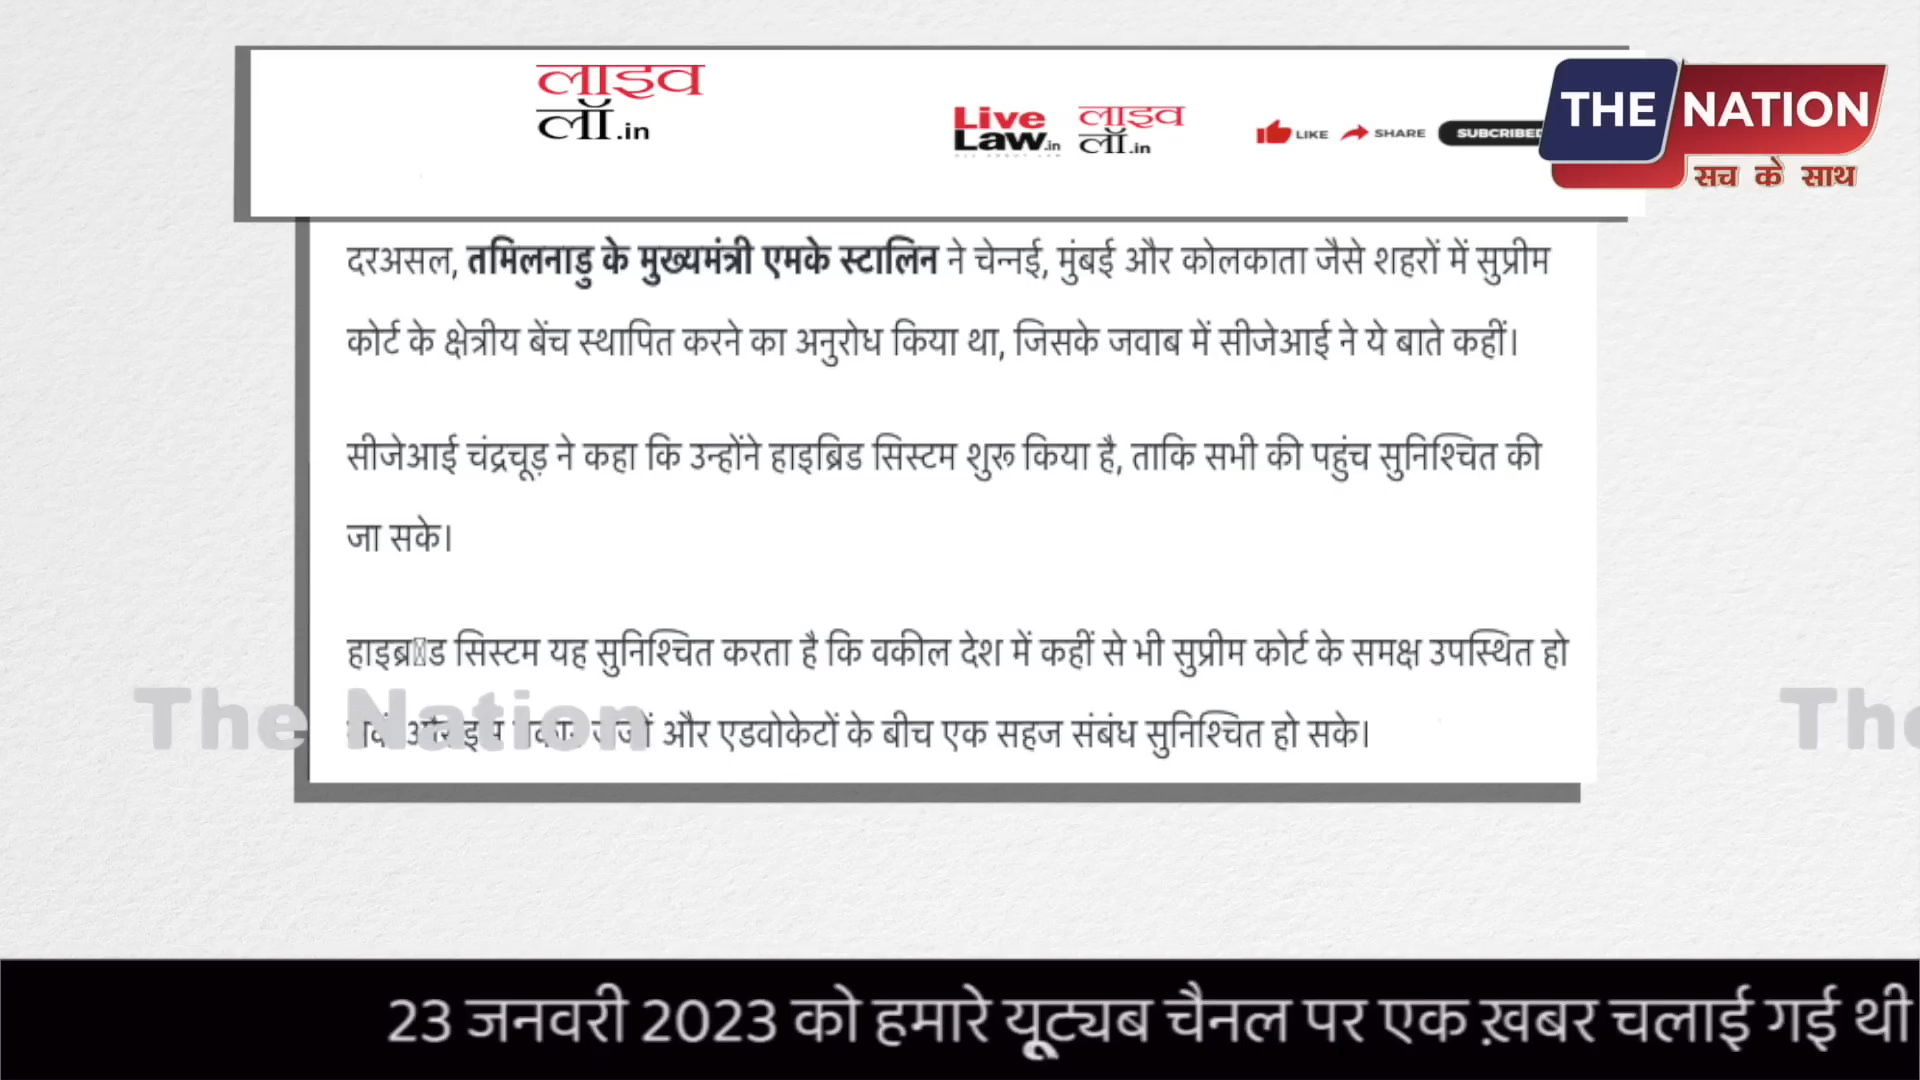 लाइव
लॉ.in
Live
Law.in
ALL ABOUT LAW
लाइव
लॉ.in
LIKE
SHARE
SUBCRIBED
THE NATION
सच के साथ
दरअसल, तमिलनाडु के मुख्यमंत्री एमके स्टालिन ने चेन्नई, मुंबई और कोलकाता जैसे शहरों में सुप्रीम
कोर्ट के क्षेत्रीय बेंच स्थापित करने का अनुरोध किया था, जिसके जवाब में सीजेआई ने ये बाते कहीं।
सीजेआई चंद्रचूड़ ने कहा कि उन्होंने हाइब्रिड सिस्टम शुरू किया है, ताकि सभी की पहुंच सुनिश्चित की
जा सके।
सिस्टम यह सुनिश्चित करता है कि वकील देश में कहीं से भी सुप्रीम कोर्ट के समक्ष उपस्थित हो
और एडवोकेटों के बीच एक सहज संबंध सुनिश्चित हो सके।
The Nation
The
23 जनवरी 2023 को हमारे यूट्यूब चैनल पर एक ख़बर चलाई गई थी